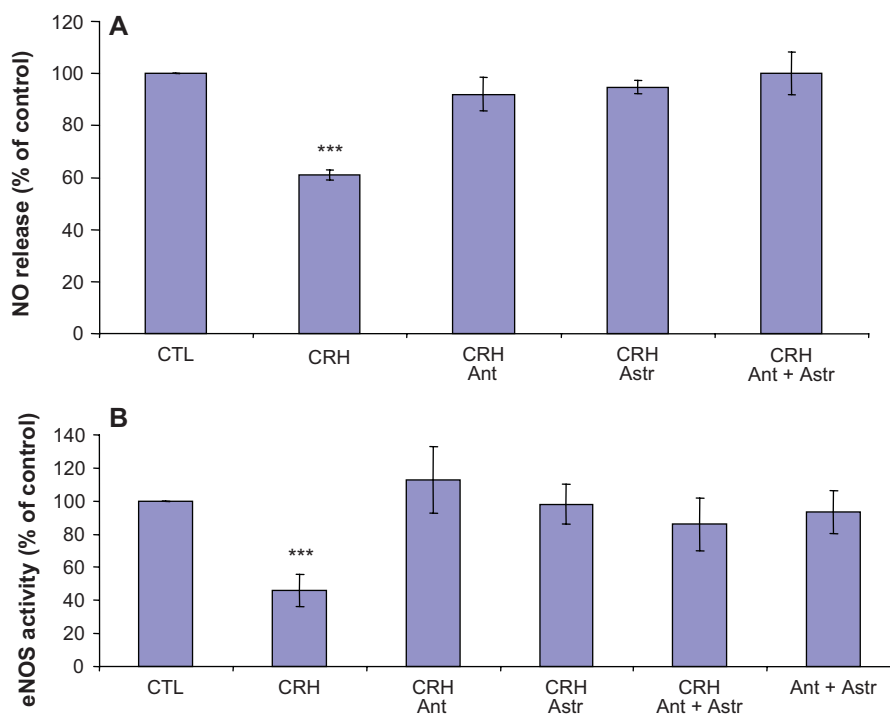 A
NO release (% of control)
120
100
80
60
40
20
0
***
CTL
CRH
CRH
Ant
CRH
Astr
CRH
Ant + Astr
B
eNOS activity (% of control)
140
120
100
80
60
40
20
0
***
CTL
CRH
CRH
Ant
CRH
Astr
CRH
Ant + Astr
Ant + Astr